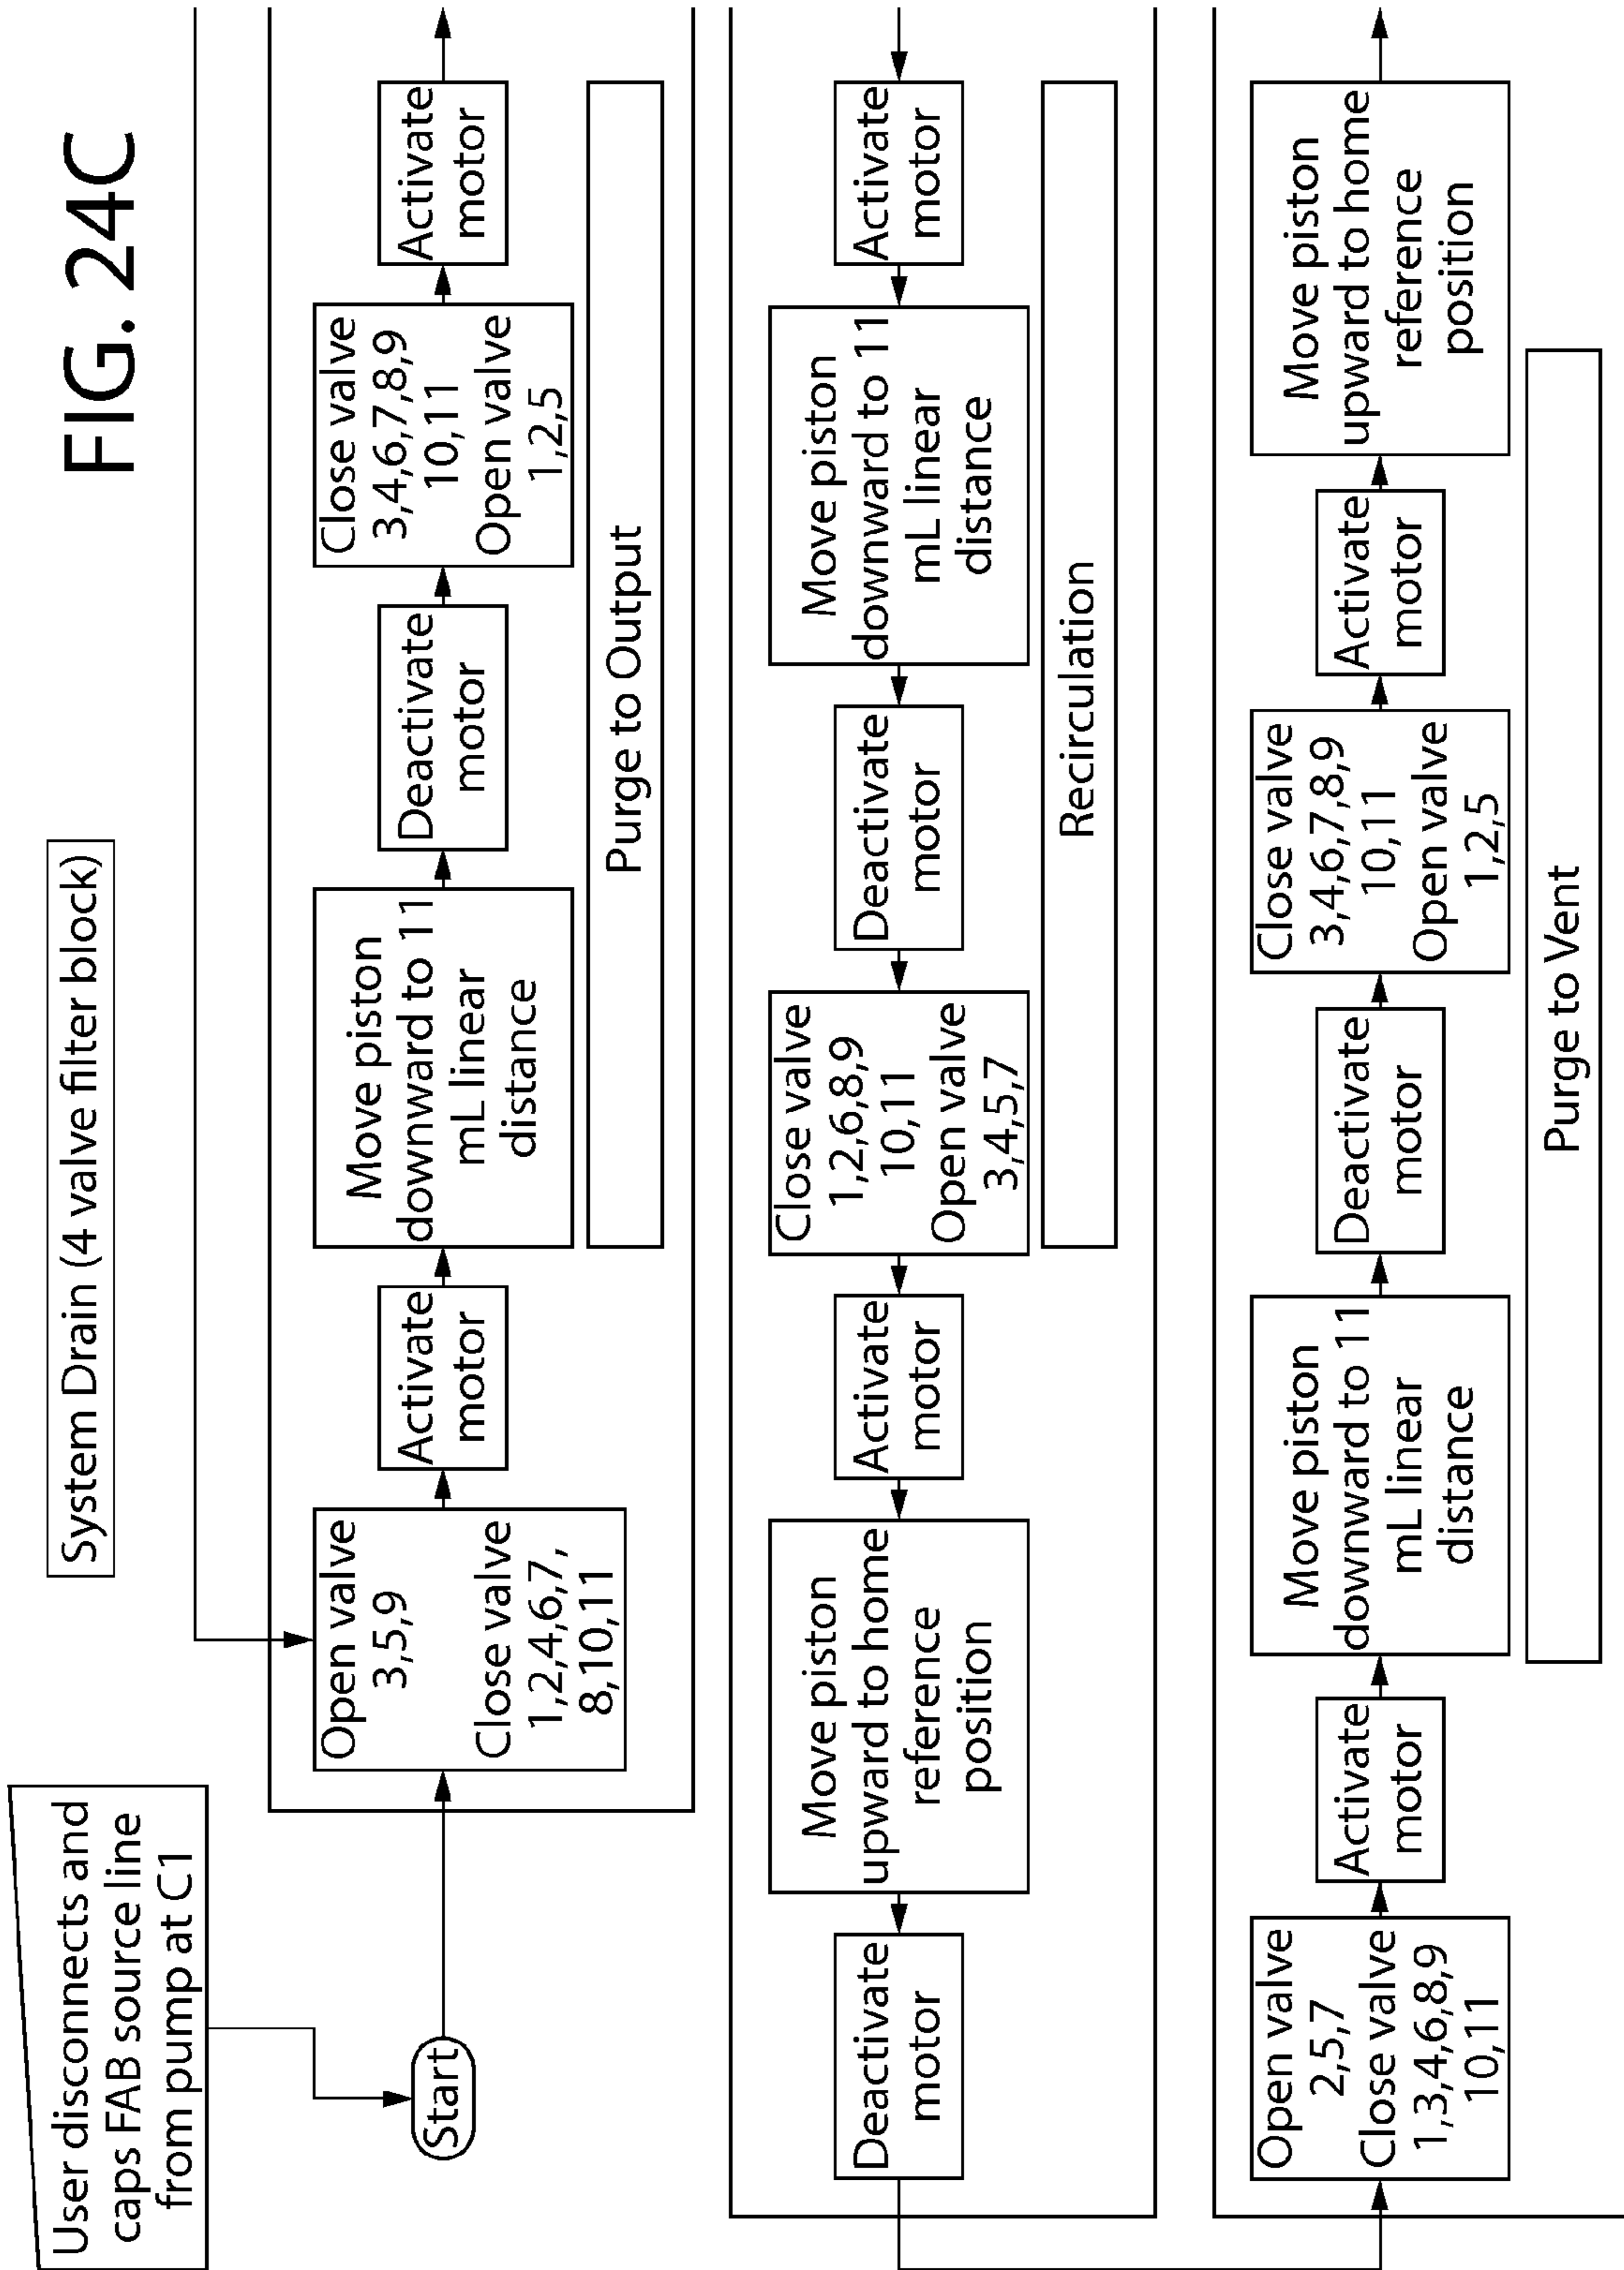 FIG. 24C
System Drain (4 valve filter block)
User disconnects and
caps FAB source line
from pump at C1
Start
Open valve
3,5,9
Close valve
1,2,4,6,7,
8,10,11
Activate
motor
Move piston
downward to 11
mL linear
distance
Deactivate
motor
Close valve
3,4,6,7,8,9
10,11
Open valve
1,2,5
Activate
motor
Purge to Output
Activate
motor
Move piston
downward to 11
mL linear
distance
Deactivate
motor
Close valve
1,2,6,8,9
10,11
Open valve
3,4,5,7
Activate
motor
Move piston
upward to home
reference
position
Deactivate
motor
Recirculation
Open valve
2,5,7
Close valve
1,3,4,6,8,9
10,11
Activate
motor
Move piston
downward to 11
mL linear
distance
Deactivate
motor
Close valve
3,4,6,7,8,9
10,11
Open valve
1,2,5
Activate
motor
Move piston
upward to home
reference
position
Purge to Vent